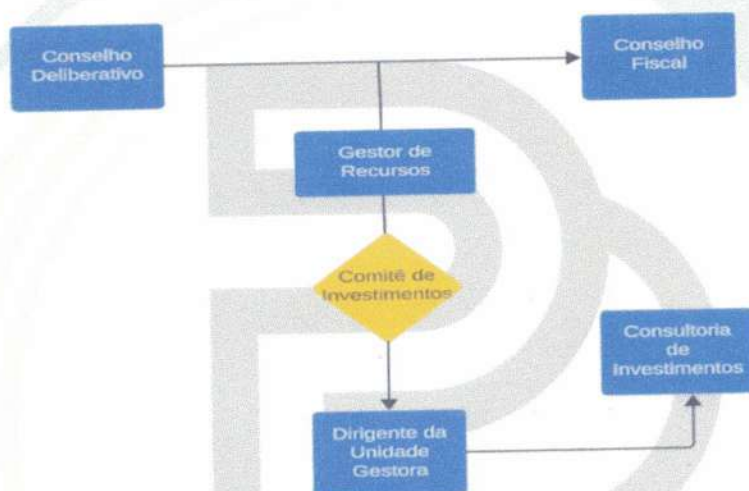 Conselho
Deliberativo
Conselho
Fiscal
Gestor de
Recursos
Comitê de
Investimentos
Consultoria
de
Investimentos
Dirigente da
Unidade
Gestora